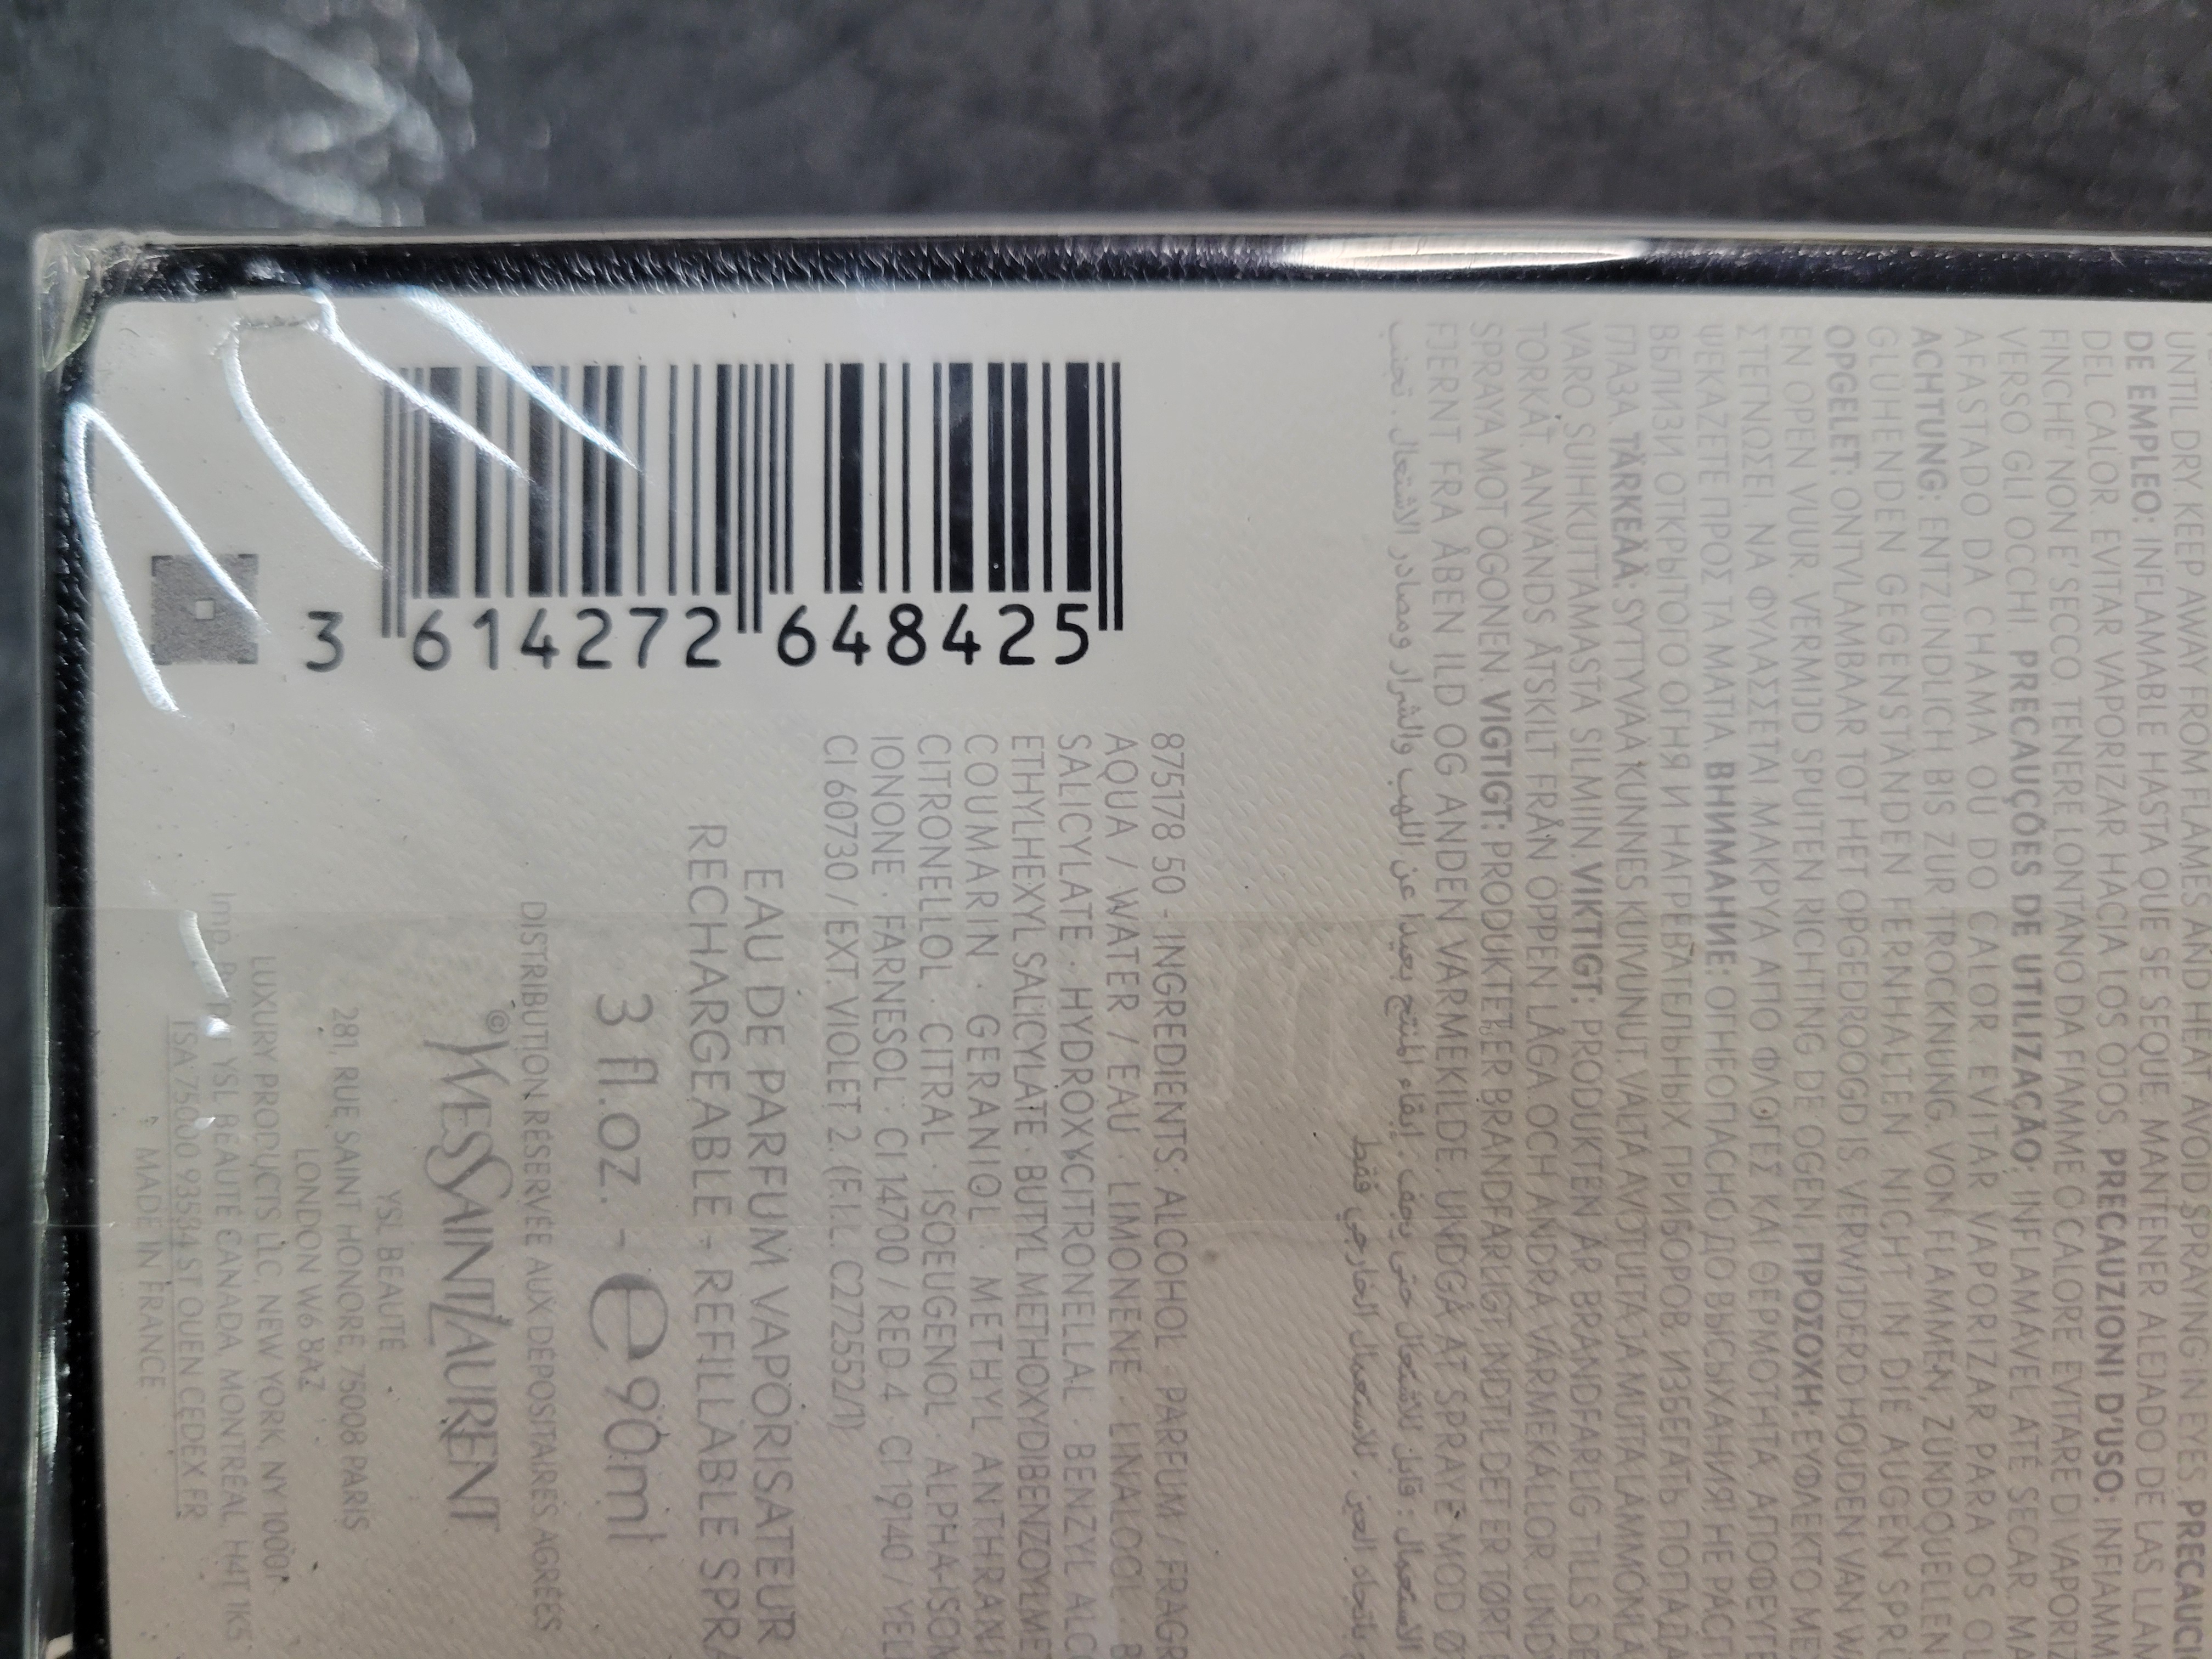 3 614272 648425
UNTIL DRY. KEEP AWAY FROM FLAMES AND HEAT. AVOID SPRAYING IN EYES. PRECAUCI
DE EMPLEO: INFLAMABLE HASTA QUE SE SEQUE. MANTENER ALEJADO DE LAS LLAM
DEL CALOR. EVITAR VAPORIZAR HACIA LOS OJOS. PRECAUZIONI D'USO: INFIAMM
FINCHE' NON E' SECCO. TENERE LONTANO DA FIAMME O CALORE. EVITARE DI VAPORIZ
VERSO GLI OCCHI. PRECAUÇÕES DE UTILIZAÇÃO: INFLAMÁVEL ATÉ SECAR. MA
AFASTADO DA CHAMA OU DO CALOR. EVITAR VAPORIZAR PARA OS OL
ACHTUNG: ENTZÜNDLICH BIS ZUR TROCKNUNG. VON FLAMMEN, ZÜNDQUELLEN
GLÜHENDEN GEGENSTÄNDEN FERNHALTEN. NICHT IN DIE AUGEN SPRÜ
OPGELET: ONTVLAMBAAR TOT HET OPGEDROOGD IS. VERWIJDERD HOUDEN VAN WA
EN OPEN VUUR. VERMIJD SPUITEN RICHTING DE OGEN. ΠΡΟΣΟΧΗ: ΕΥΦΛΕΚΤΟ ΜΕΧ
ΣΤΕΓΝΩΣΕΙ. ΝΑ ΦΥΛΑΣΣΕΤΑΙ ΜΑΚΡΥΑ ΑΠΟ ΦΛΟΓΕΣ ΚΑΙ ΘΕΡΜΟΤΗΤΑ. ΑΠΟΦΕΥΓΕ
ΨΕΚΑΖΕΤΕ ΠΡΟΣ ΤΑ ΜΑΤΙΑ. ВНИМАНИЕ: ОГНЕОПАСНО ДО ВЫСЫХАНИЯ! НЕ РАСП
ВБЛИЗИ ОТКРЫТОГО ОГНЯ И НАГРЕВАТЕЛЬНЫХ ПРИБОРОВ, ИЗБЕГАТЬ ПОПАДА
ГЛАЗА. TÄRKEÄÄ: SYTTYVÄÄ KUNNES KUIVUNUT. VÄLTÄ AVOTULTA JA MUTA LÄMMÖNLÄ
VARO SUIHKUTTAMASTA SILMIIN. VIKTIGT: PRODUKTEN ÄR BRANDFARLIG TILLS DE
TORKAT. ANVÄNDS ÅTSKILT FRÅN ÖPPEN LÅGA OCH ANDRA VÄRMEKÄLLOR. UNDV
SPRAYA MOT ÖGONEN. VIGTIGT: PRODUKTET ER BRANDFARLIGT, INDTIL DET ER TØRT.
FJERNT FRA ÅBEN ILD OG ANDEN VARMEKILDE. UNDGÅ AT SPRAYE MOD Ø
875178 50 - INGREDIENTS: ALCOHOL · PARFUM / FRAGR
AQUA / WATER / EAU · LIMONENE · LINALOOL · B
SALICYLATE · HYDROXYCITRONELLAL · BENZYL ALC
ETHYLHEXYL SALICYLATE · BUTYL METHOXYDIBENZOYLMET
COUMARIN · GERANIOL · METHYL ANTHRANI
CITRONELLOL · CITRAL · ISOEUGENOL · ALPHA-ISOM
IONONE · FARNESOL · CI 14700 / RED 4 · CI 19140 / YEL
CI 60730 / EXT. VIOLET 2. (F.I.L. C272552/1)
EAU DE PARFUM VAPORISATEUR
RECHARGEABLE - REFILLABLE SPRA
3 fl.oz. - e 90ml
DISTRIBUTION RÉSERVÉE AUX DÉPOSITAIRES AGRÉÉS
© YVESSAINTLAURENT
YSL BEAUTÉ
281, RUE SAINT HONORÉ, 75008 PARIS
LONDON W6 8AZ
LUXURY PRODUCTS LLC, NEW YORK, NY 10001
YSL BEAUTÉ CANADA, MONTRÉAL, H4T 1K5
ISA 75000 93584 ST. OUEN CEDEX FR
MADE IN FRANCE